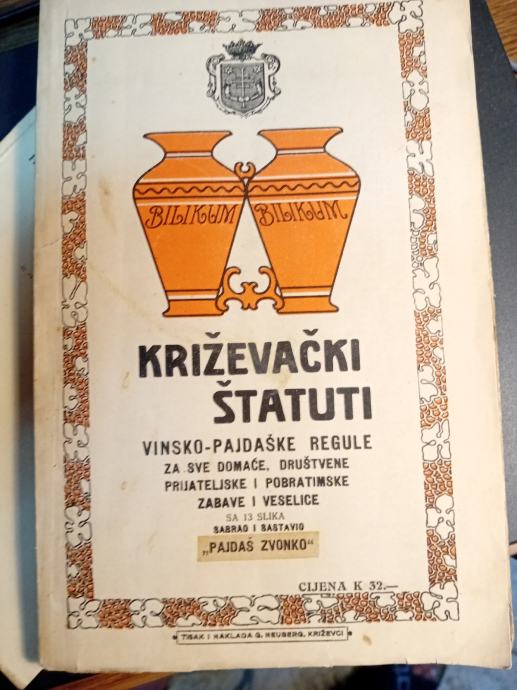 BILIKUM BILIKUM
KRIŽEVAČKI
ŠTATUTI
VINSKO-PAJDAŠKE REGULE
ZA SVE DOMAĆE, DRUŠTVENE
PRIJATELJSKE I POBRATIMSKE
ZABAVE I VESELICE
SA 13 SLIKA
SABRAO I SASTAVIO
„PAJDAŠ ZVONKO“
CIJENA K 32.—
* TISAK I NAKLADA G. NEUBERG, KRIŽEVCI *